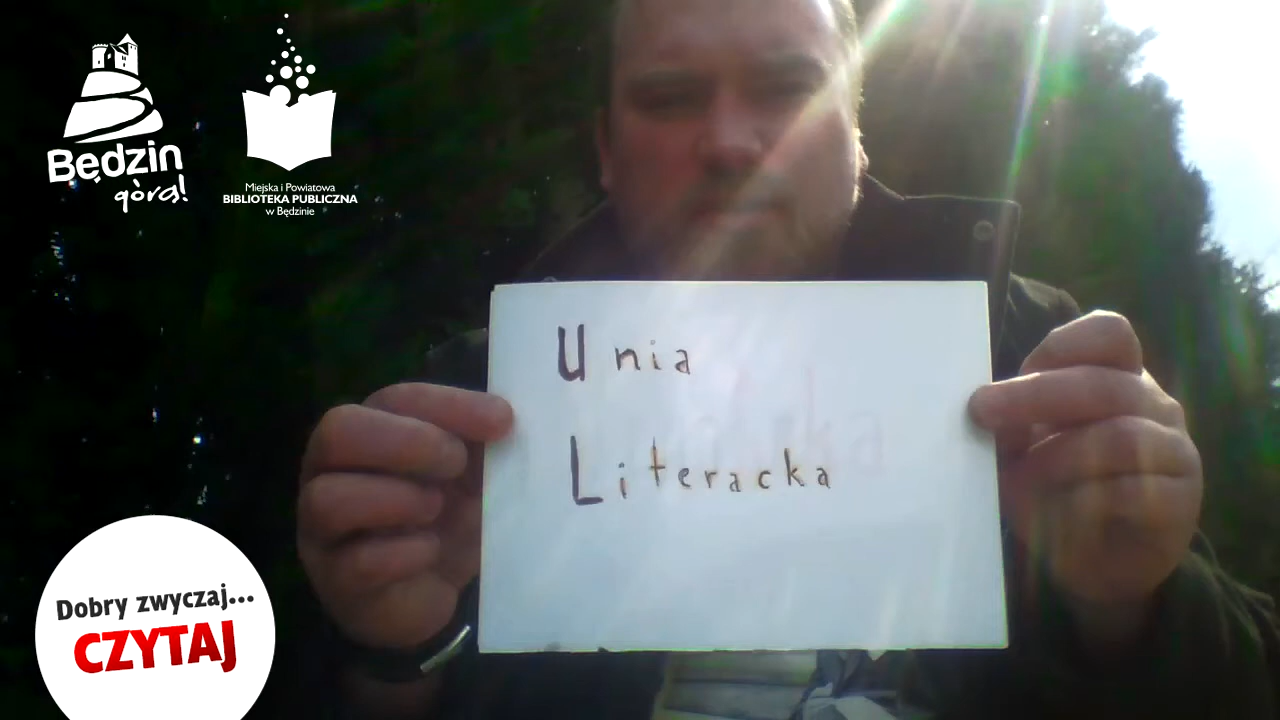 Będzin
góra!
Miejska i Powiatowa
BIBLIOTEKA PUBLICZNA
w Będzinie
Unia
Literacka
Dobry zwyczaj...
CZYTAJ